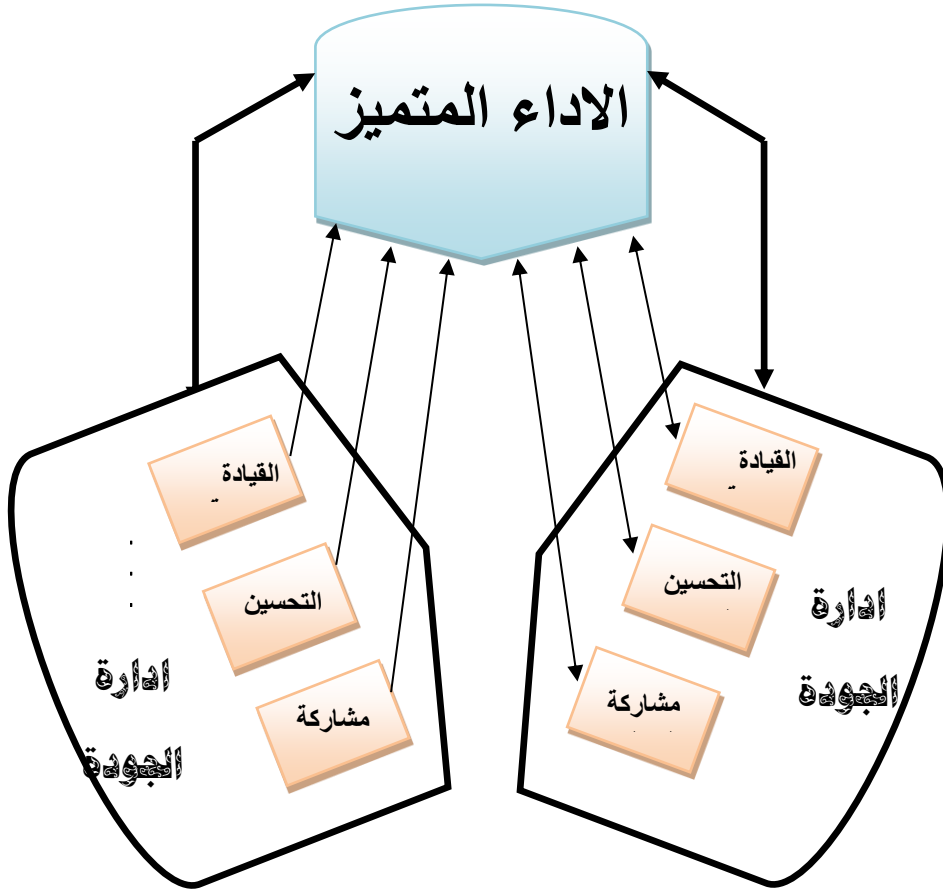 الاداء المتميز
القيادة
التحسين
مشاركة
ادارة
الجودة
القيادة
التحسين
مشاركة
ادارة
الجودة